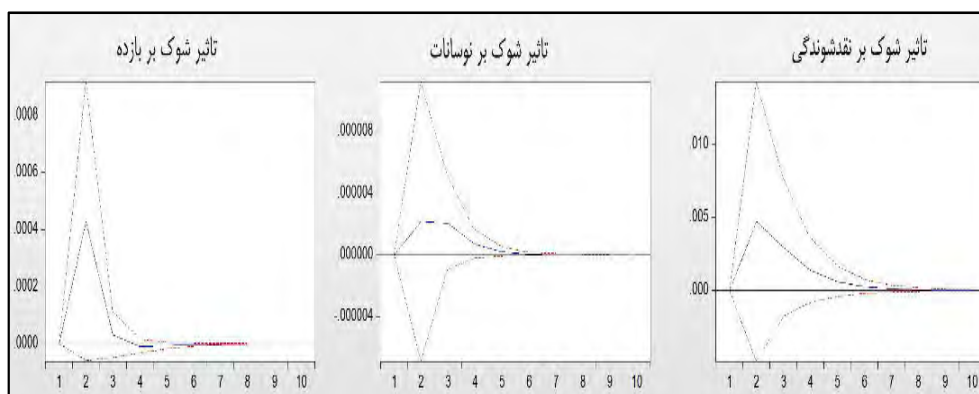 تاثیر شوک بر نقدشوندگی
تاثیر شوک بر نوسانات
تاثیر شوک بر بازده
.0008
.0006
.0004
.0002
.0000
1 2 3 4 5 6 7 8 9 10
.000008
.000004
.000000
-.000004
1 2 3 4 5 6 7 8 9 10
.010
.005
.000
1 2 3 4 5 6 7 8 9 10